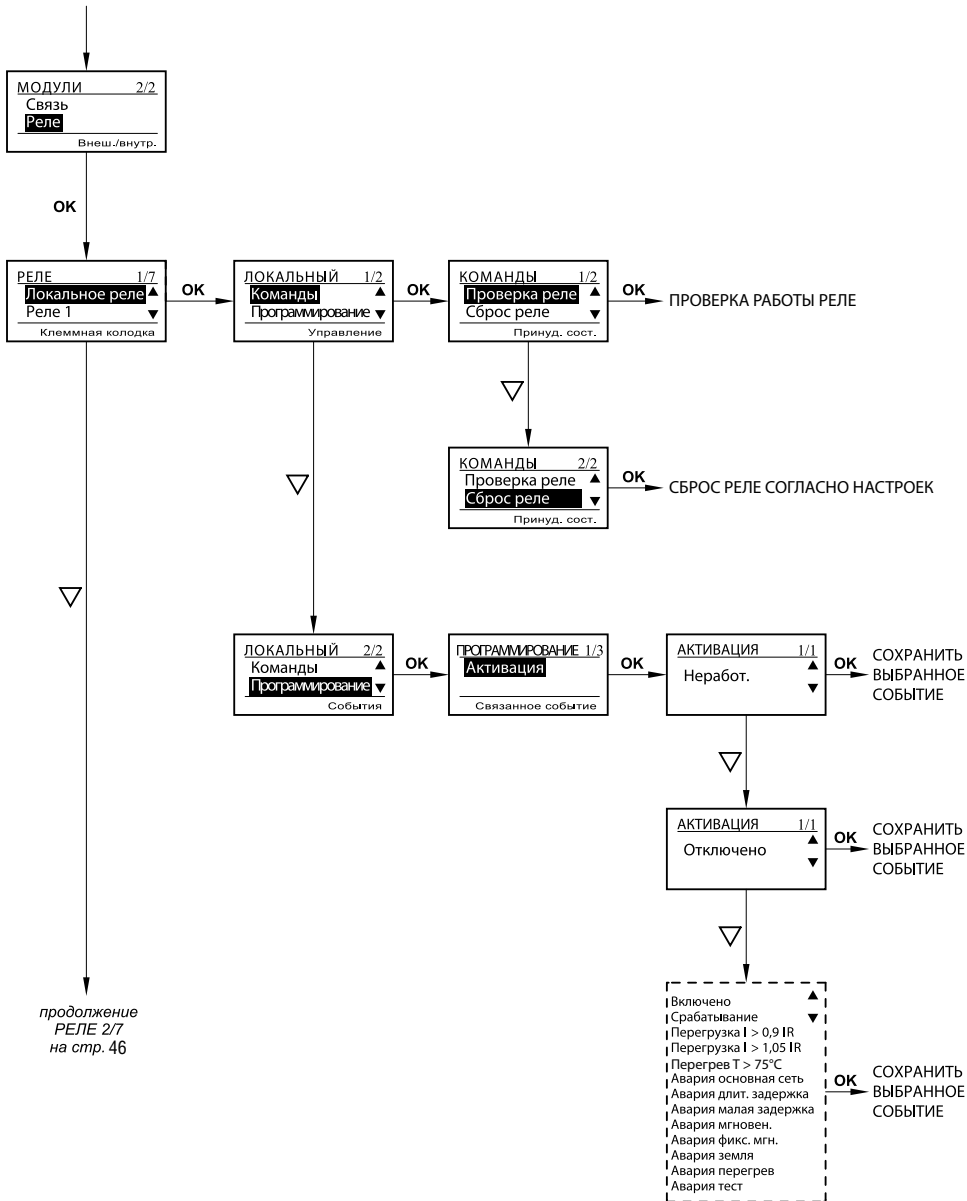 МОДУЛИ 2/2
Связь
Реле
Внеш./внутр.
OK
РЕЛЕ 1/7
Локальное реле
Реле 1
Клеммная колодка
OK
ЛОКАЛЬНЫЙ 1/2
Команды
Программирование
Управление
OK
КОМАНДЫ 1/2
Проверка реле
Сброс реле
Принуд. сост.
OK
ПРОВЕРКА РАБОТЫ РЕЛЕ
КОМАНДЫ 2/2
Проверка реле
Сброс реле
Принуд. сост.
OK
СБРОС РЕЛЕ СОГЛАСНО НАСТРОЕК
ЛОКАЛЬНЫЙ 2/2
Команды
Программирование
События
OK
ПРОГРАММИРОВАНИЕ 1/3
Активация
Связанное событие
OK
АКТИВАЦИЯ 1/1
Неработ.
OK
СОХРАНИТЬ
ВЫБРАННОЕ
СОБЫТИЕ
АКТИВАЦИЯ 1/1
Отключено
OK
СОХРАНИТЬ
ВЫБРАННОЕ
СОБЫТИЕ
Включено
Срабатывание
Перегрузка I > 0,9 IR
Перегрузка I > 1,05 IR
Перегрев T > 75°C
Авария основная сеть
Авария длит. задержка
Авария малая задержка
Авария мгновен.
Авария фикс. мгн.
Авария земля
Авария перегрев
Авария тест
OK
СОХРАНИТЬ
ВЫБРАННОЕ
СОБЫТИЕ
продолжение
РЕЛЕ 2/7
на стр. 46